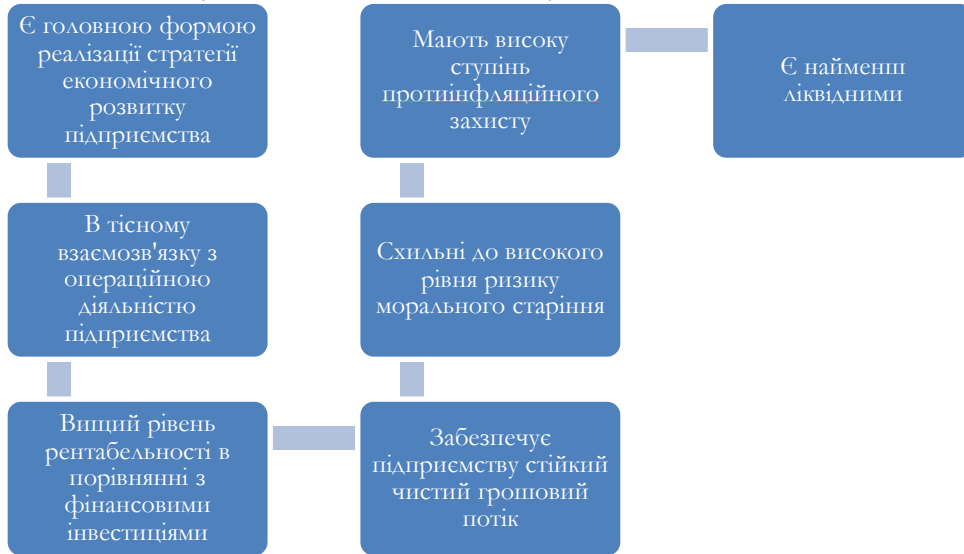 Є головною формою
реалізації стратегії
економічного
розвитку
підприємства
В тісному
взаємозв'язку з
операційною
діяльністю
підприємства
Вищий рівень
рентабельності в
порівнянні з
фінансовими
інвестиціями
Забезпечує
підприємству стійкий
чистий грошовий
потік
Схильні до високого
рівня ризику
морального старіння
Мають високу
ступінь
протиінфляційного
захисту
Є найменш
ліквідними